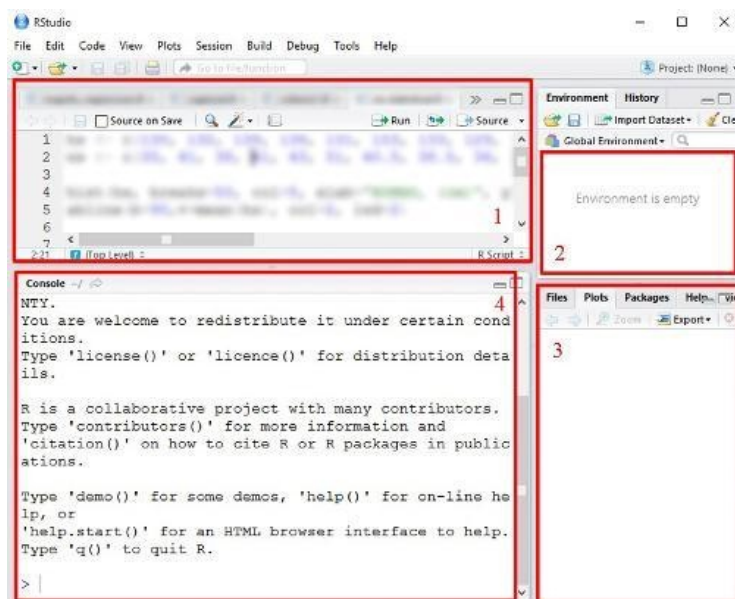 RStudio
File Edit Code View Plots Session Build Debug Tools Help
Go to file/function
Project: (None)
Source on Save
Run
Source
1
2
3
4
5
6
7
1
2:21
(Top Level)
R Script
Environment History
Import Dataset
Cle
Global Environment
Environment is empty
2
Console ~/
4
NTY.
You are welcome to redistribute it under certain cond
itions.
Type 'license()' or 'licence()' for distribution deta
ils.
R is a collaborative project with many contributors.
Type 'contributors()' for more information and
'citation()' on how to cite R or R packages in public
ations.
Type 'demo()' for some demos, 'help()' for on-line he
lp, or
'help.start()' for an HTML browser interface to help.
Type 'q()' to quit R.
>
Files Plots Packages Help
Zoom Export
3